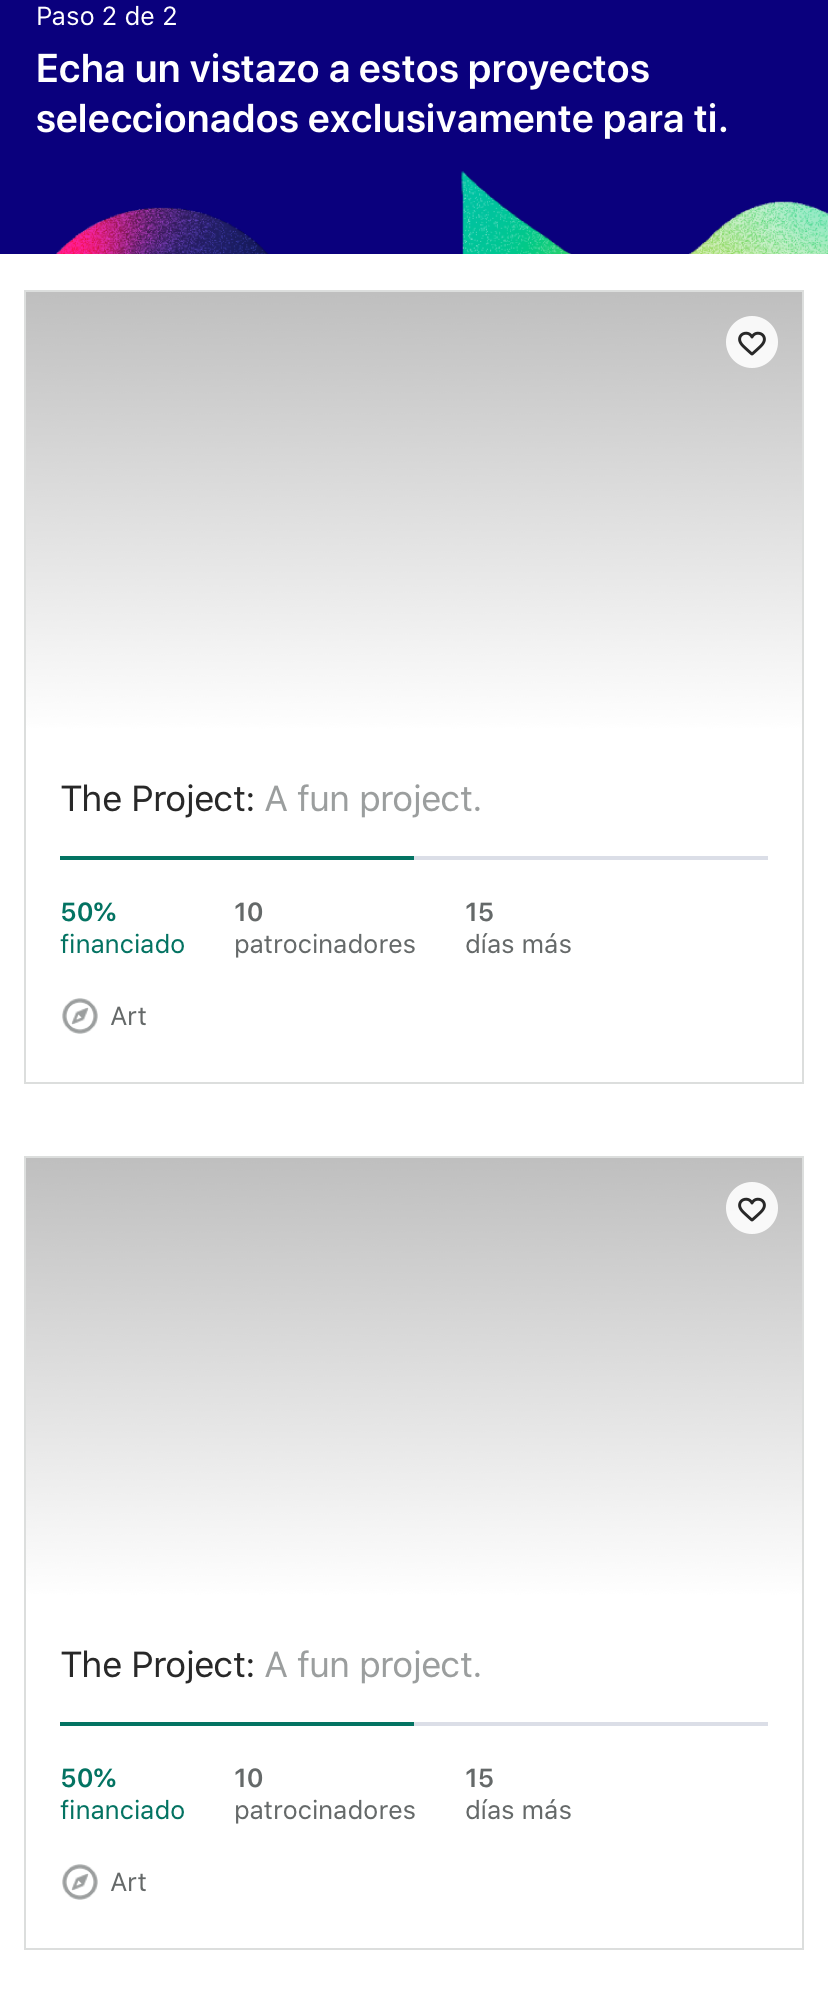 Paso 2 de 2
Echa un vistazo a estos proyectos
seleccionados exclusivamente para ti.
The Project: A fun project.
50% 10 15
financiado patrocinadores días más
Art
The Project: A fun project.
50% 10 15
financiado patrocinadores días más
Art